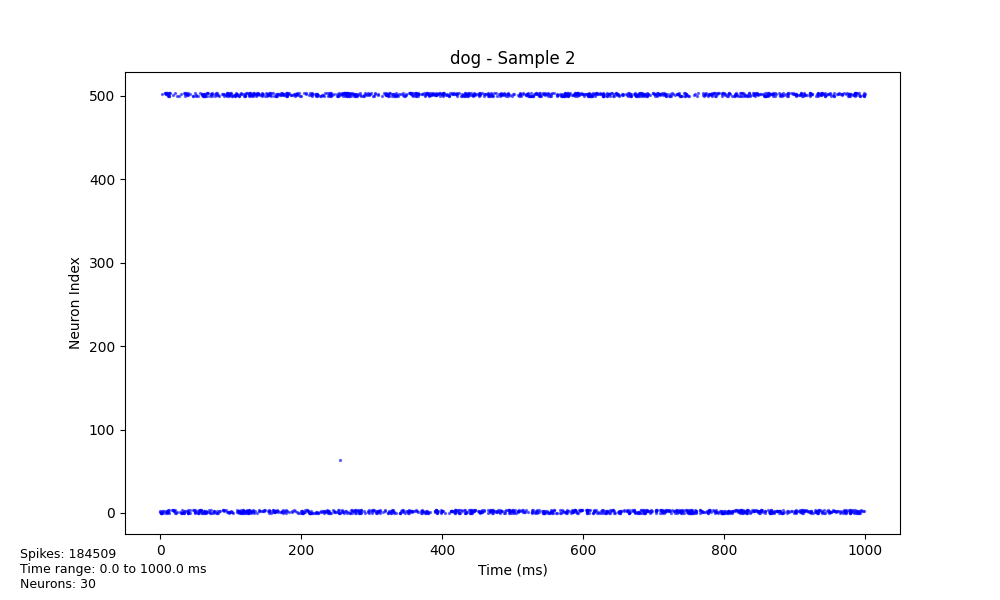 dog - Sample 2
500
400
300
200
100
0
Neuron Index
0 200 400 600 800 1000
Time (ms)
Spikes: 184509
Time range: 0.0 to 1000.0 ms
Neurons: 30